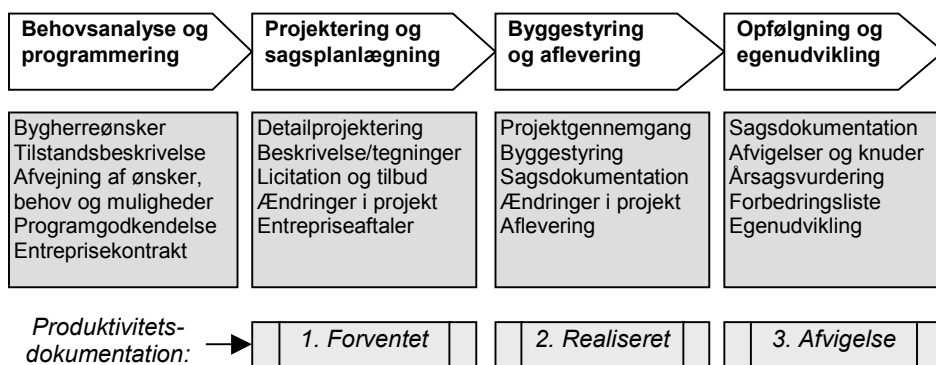 Behovsanalyse og
programmering
Projektering og
sagsplanlægning
Byggestyring
og aflevering
Opfølgning og
egenudvikling
Bygherreønsker
Tilstandsbeskrivelse
Afvejning af ønsker,
behov og muligheder
Programgodkendelse
Entreprisekontrakt
Detailprojektering
Beskrivelse/tegninger
Licitation og tilbud
Ændringer i projekt
Entrepriseaftaler
Projektgennemgang
Byggestyring
Sagsdokumentation
Ændringer i projekt
Aflevering
Sagsdokumentation
Afvigelser og knuder
Årsagsvurdering
Forbedringsliste
Egenudvikling
Produktivitets-
dokumentation:
1. Forventet
2. Realiseret
3. Afvigelse